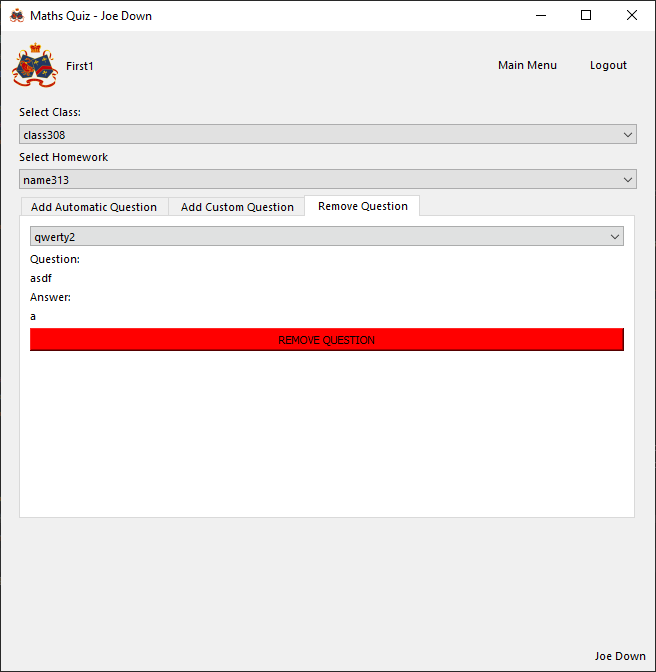 Maths Quiz - Joe Down
First1
Main Menu
Logout
Select Class:
class308
Select Homework
name313
Add Automatic Question
Add Custom Question
Remove Question
qwerty2
Question:
asdf
Answer:
a
REMOVE QUESTION
Joe Down